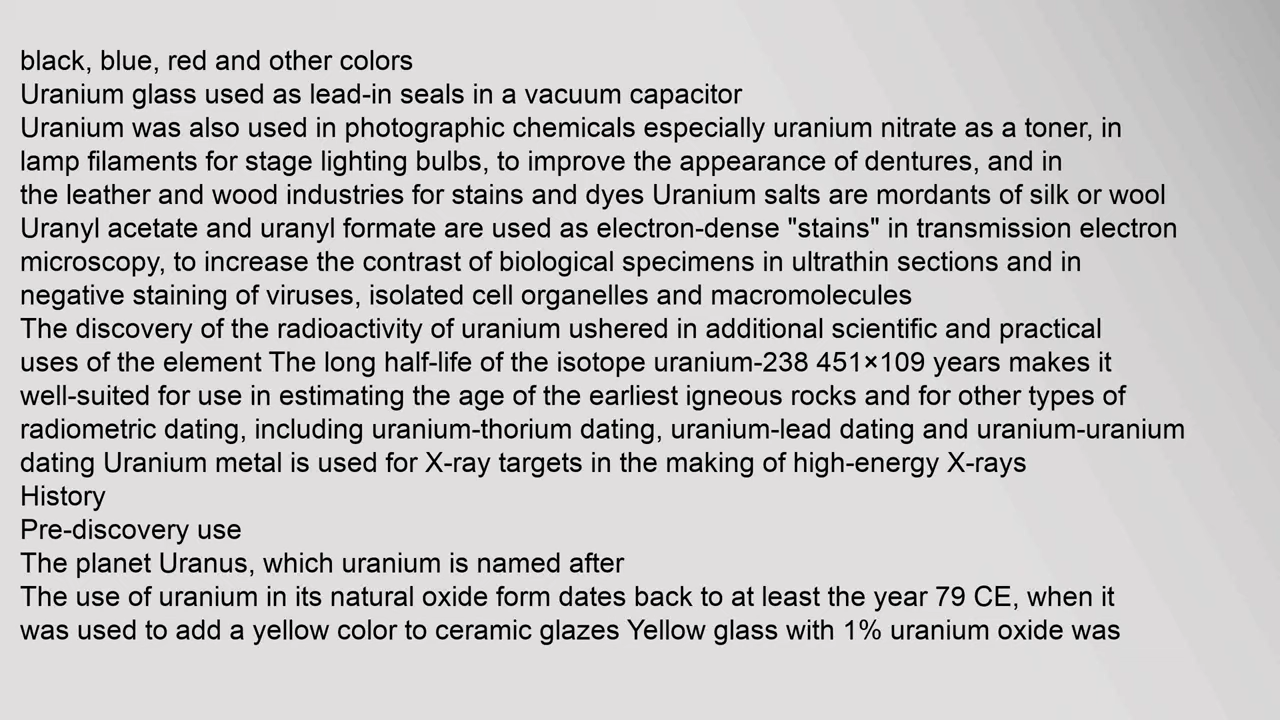 black, blue, red and other colors
Uranium glass used as lead-in seals in a vacuum capacitor
Uranium was also used in photographic chemicals especially uranium nitrate as a toner, in
lamp filaments for stage lighting bulbs, to improve the appearance of dentures, and in
the leather and wood industries for stains and dyes Uranium salts are mordants of silk or wool
Uranyl acetate and uranyl formate are used as electron-dense "stains" in transmission electron
microscopy, to increase the contrast of biological specimens in ultrathin sections and in
negative staining of viruses, isolated cell organelles and macromolecules
The discovery of the radioactivity of uranium ushered in additional scientific and practical
uses of the element The long half-life of the isotope uranium-238 451×109 years makes it
well-suited for use in estimating the age of the earliest igneous rocks and for other types of
radiometric dating, including uranium-thorium dating, uranium-lead dating and uranium-uranium
dating Uranium metal is used for X-ray targets in the making of high-energy X-rays
History
Pre-discovery use
The planet Uranus, which uranium is named after
The use of uranium in its natural oxide form dates back to at least the year 79 CE, when it
was used to add a yellow color to ceramic glazes Yellow glass with 1% uranium oxide was